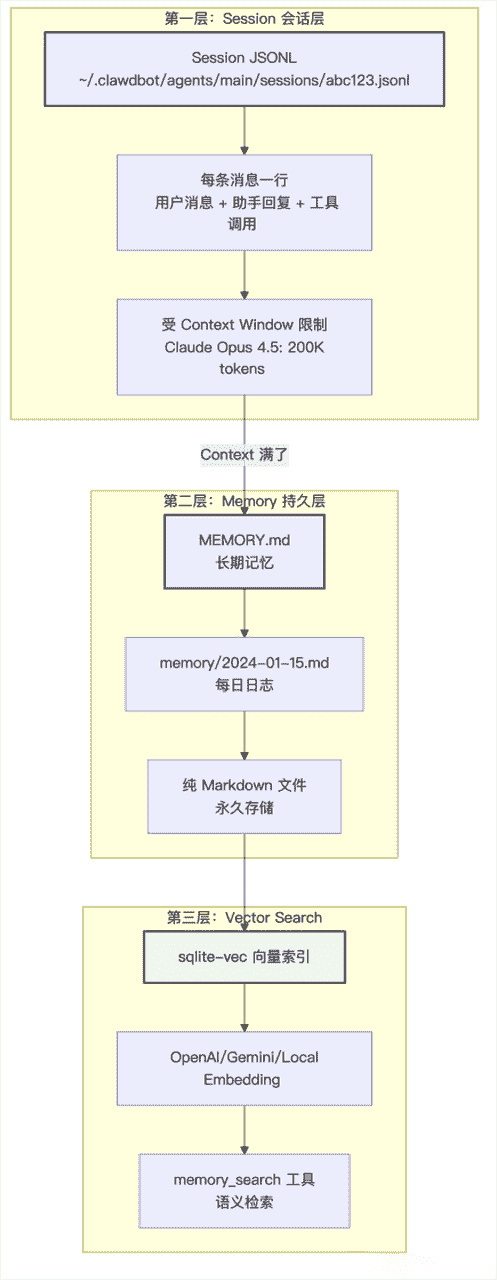 第一层：Session 会话层
Session JSONL
~/.clawdbot/agents/main/sessions/abc123.jsonl
每条消息一行
用户消息 + 助手回复 + 工具
调用
受 Context Window 限制
Claude Opus 4.5: 200K
tokens
Context 满了
第二层：Memory 持久层
MEMORY.md
长期记忆
memory/2024-01-15.md
每日日志
纯 Markdown 文件
永久存储
第三层：Vector Search
sqlite-vec 向量索引
OpenAI/Gemini/Local
Embedding
memory_search 工具
语义检索